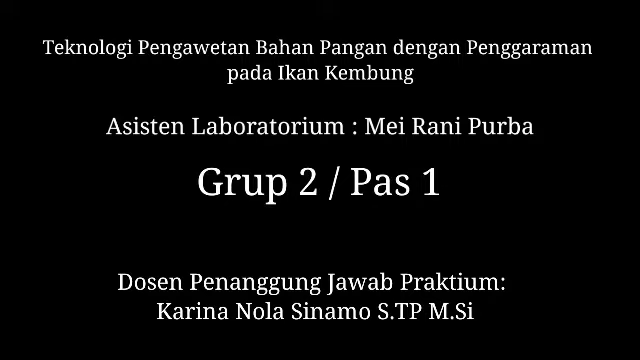 Teknologi Pengawetan Bahan Pangan dengan Penggaraman
pada Ikan Kembung
Asisten Laboratorium : Mei Rani Purba
Grup 2 / Pas 1
Dosen Penanggung Jawab Praktium:
Karina Nola Sinamo S.TP M.Si